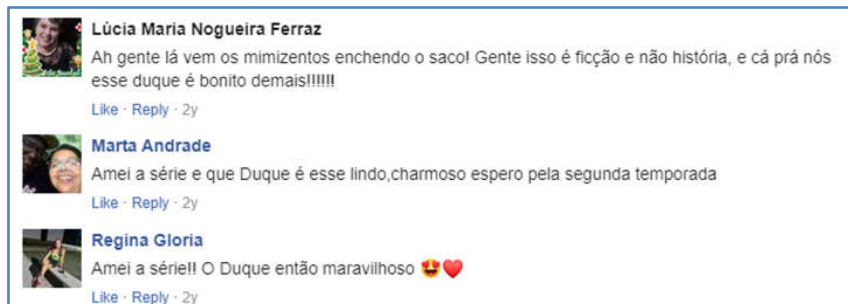 Lúcia Maria Nogueira Ferraz
Ah gente lá vem os mimizentos enchendo o saco! Gente isso é ficção e não história, e cá prá nós
esse duque é bonito demais!!!!!!
Like · Reply · 2y
Marta Andrade
Amei a série e que Duque é esse lindo,charmoso espero pela segunda temporada
Like · Reply · 2y
Regina Gloria
Amei a série!! O Duque então maravilhoso 🤩❤️
Like · Reply · 2y